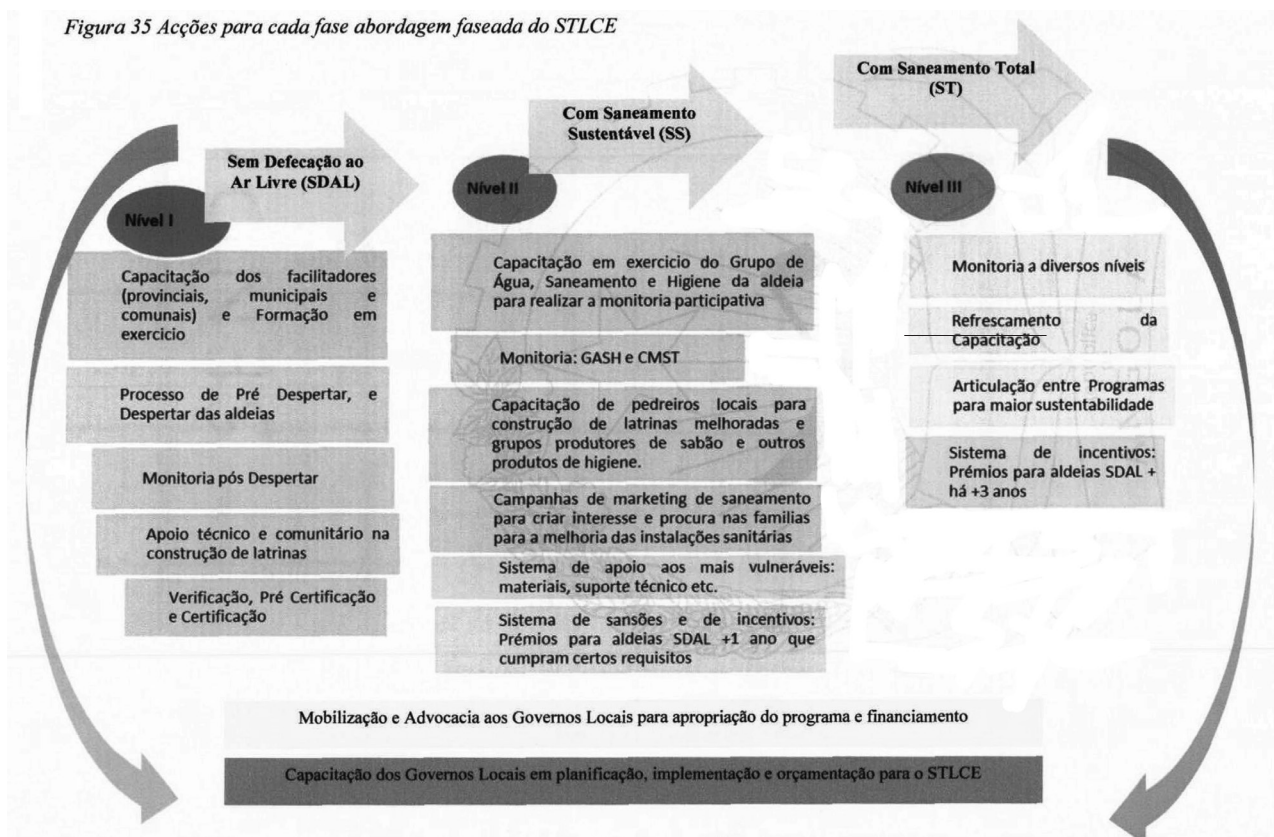 Figura 35 Acções para cada fase abordagem faseada do STLCE
Sem Defecação ao
Ar Livre (SDAL)
Nível I
Capacitação dos facilitadores
(provinciais, municipais e
comunais) e Formação em
exercicio
Processo de Pré Despertar, e
Despertar das aldeias
Monitoria pós Despertar
Apoio técnico e comunitário na
construção de latrinas
Verificação, Pré Certificação
e Certificação
Com Saneamento
Sustentável (SS)
Nível II
Capacitação em exercicio do Grupo de
Água, Saneamento e Higiene da aldeia
para realizar a monitoria participativa
Monitoria: GASH e CMST
Capacitação de pedreiros locais para
construção de latrinas melhoradas e
grupos produtores de sabão e outros
produtos de higiene.
Campanhas de marketing de saneamento
para criar interesse e procura nas familias
para a melhoria das instalações sanitárias
Sistema de apoio aos mais vulneráveis:
materiais, suporte técnico etc.
Sistema de sansões e de incentivos:
Prémios para aldeias SDAL +1 ano que
cumpram certos requisitos
Com Saneamento Total
(ST)
Nível III
Monitoria a diversos níveis
Refrescamento da
Capacitação
Articulação entre Programas
para maior sustentabilidade
Sistema de incentivos:
Prémios para aldeias SDAL +
há +3 anos
Mobilização e Advocacia aos Governos Locais para apropriação do programa e financiamento
Capacitação dos Governos Locais em planificação, implementação e orçamentação para o STLCE